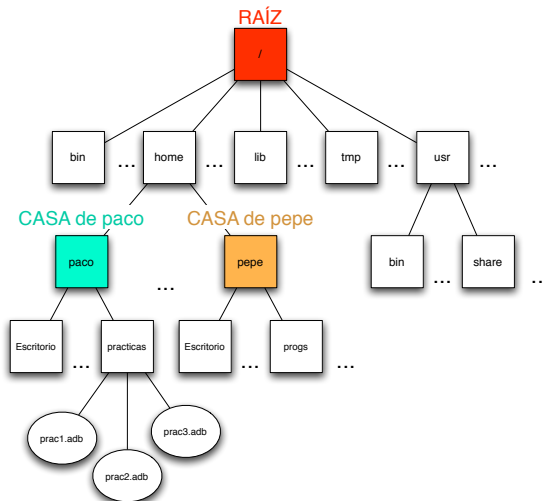 RAÍZ
/
bin ... home ... lib ... tmp ... usr ...
CASA de paco CASA de pepe
paco ... pepe bin ... share ...
Escritorio ... practicas Escritorio ... progs ...
prac1.adb prac2.adb prac3.adb